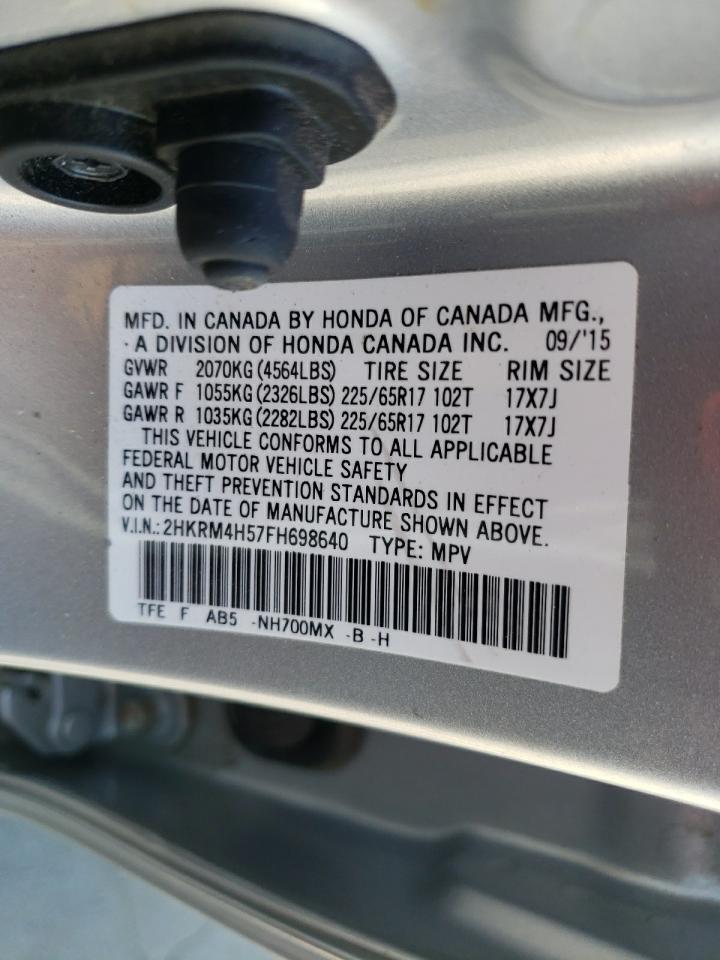 MFD. IN CANADA BY HONDA OF CANADA MFG.,
· A DIVISION OF HONDA CANADA INC. 09/'15
GVWR 2070KG (4564LBS) TIRE SIZE RIM SIZE
GAWR F 1055KG (2326LBS) 225/65R17 102T 17X7J
GAWR R 1035KG (2282LBS) 225/65R17 102T 17X7J
THIS VEHICLE CONFORMS TO ALL APPLICABLE
FEDERAL MOTOR VEHICLE SAFETY
AND THEFT PREVENTION STANDARDS IN EFFECT
ON THE DATE OF MANUFACTURE SHOWN ABOVE.
V.I.N.: 2HKRM4H57FH698640 TYPE: MPV
TFE F AB5 -NH700MX -B -H